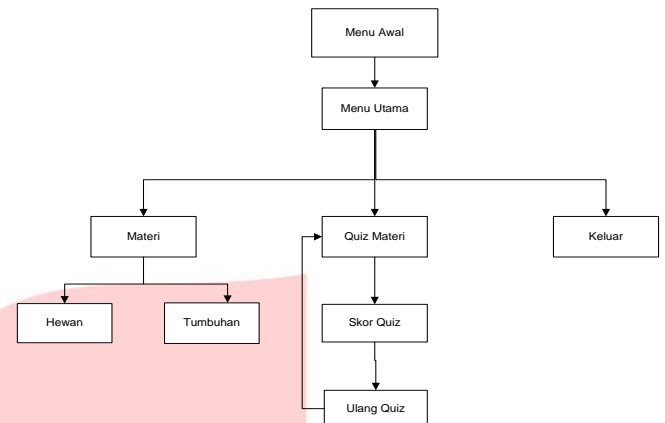 Menu Awal
Menu Utama
Materi
Quiz Materi
Keluar
Hewan
Tumbuhan
Skor Quiz
Ulang Quiz